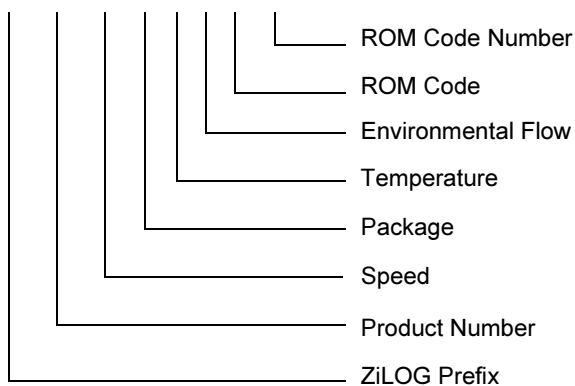 ROM Code Number
ROM Code
Environmental Flow
Temperature
Package
Speed
Product Number
ZiLOG Prefix